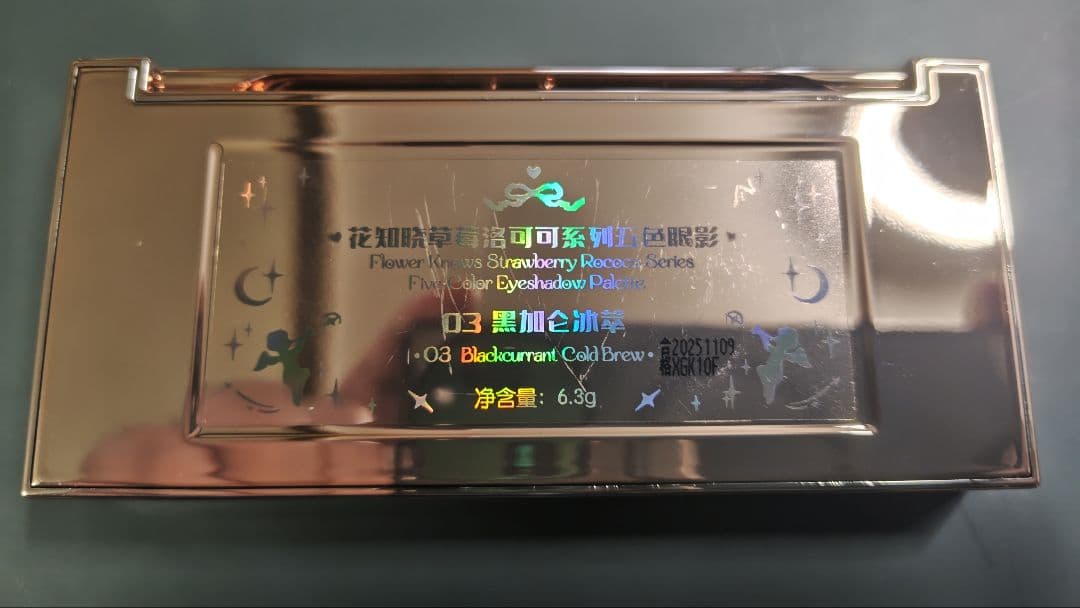 花知晓草莓洛可可系列五色眼影
Flower Knows Strawberry Rococo Series
Five-Color Eyeshadow Palette
03 黑加仑冰萃
•03 Blackcurrant Cold Brew•
合格
20251109
XGK10F
净含量：6.3g